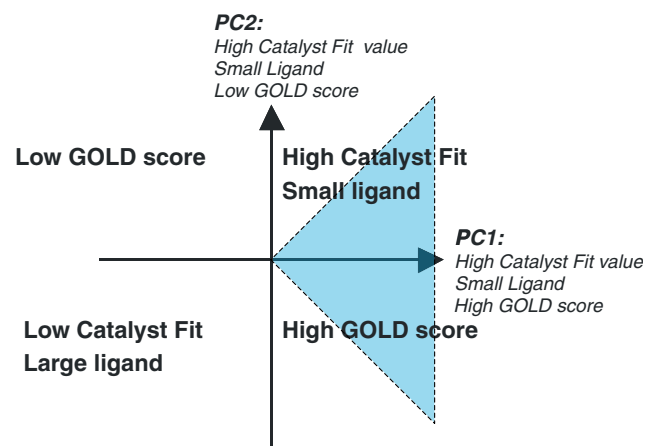 PC2:
High Catalyst Fit value
Small Ligand
Low GOLD score
Low GOLD score
High Catalyst Fit
Small ligand
PC1:
High Catalyst Fit value
Small Ligand
High GOLD score
Low Catalyst Fit
Large ligand
High GOLD score